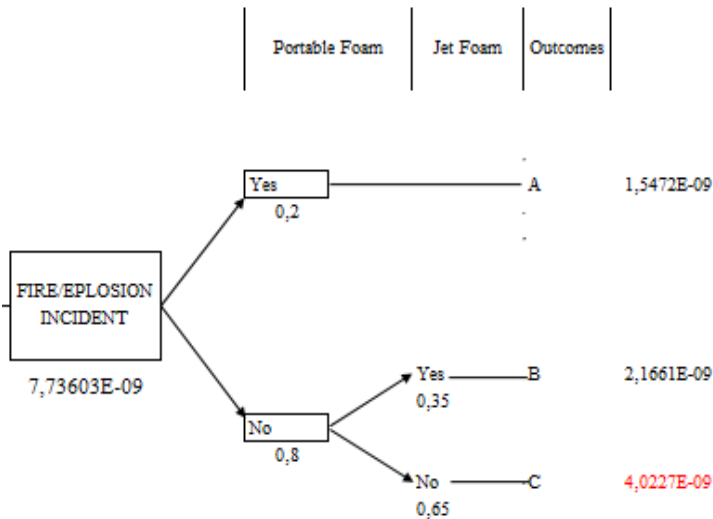 Portable Foam
Jet Foam
Outcomes
Yes
A
1,5472E-09
0,2
FIRE/EPLOSION
INCIDENT
7,73603E-09
Yes
B
2,1661E-09
0,35
No
0,8
No
C
4,0227E-09
0,65